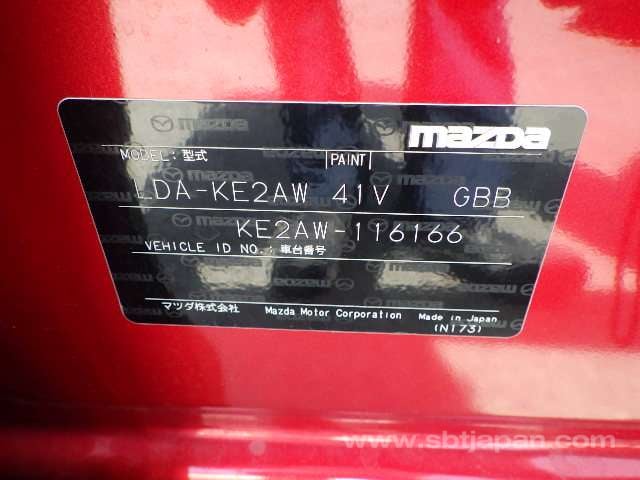 mazda
MODEL:型式 PAINT
LDA-KE2AW 41V GBB
KE2AW-116166
VEHICLE ID NO.:車台番号
マツダ株式会社 Mazda Motor Corporation Made in Japan
(N173)
www.sbtjapan.com